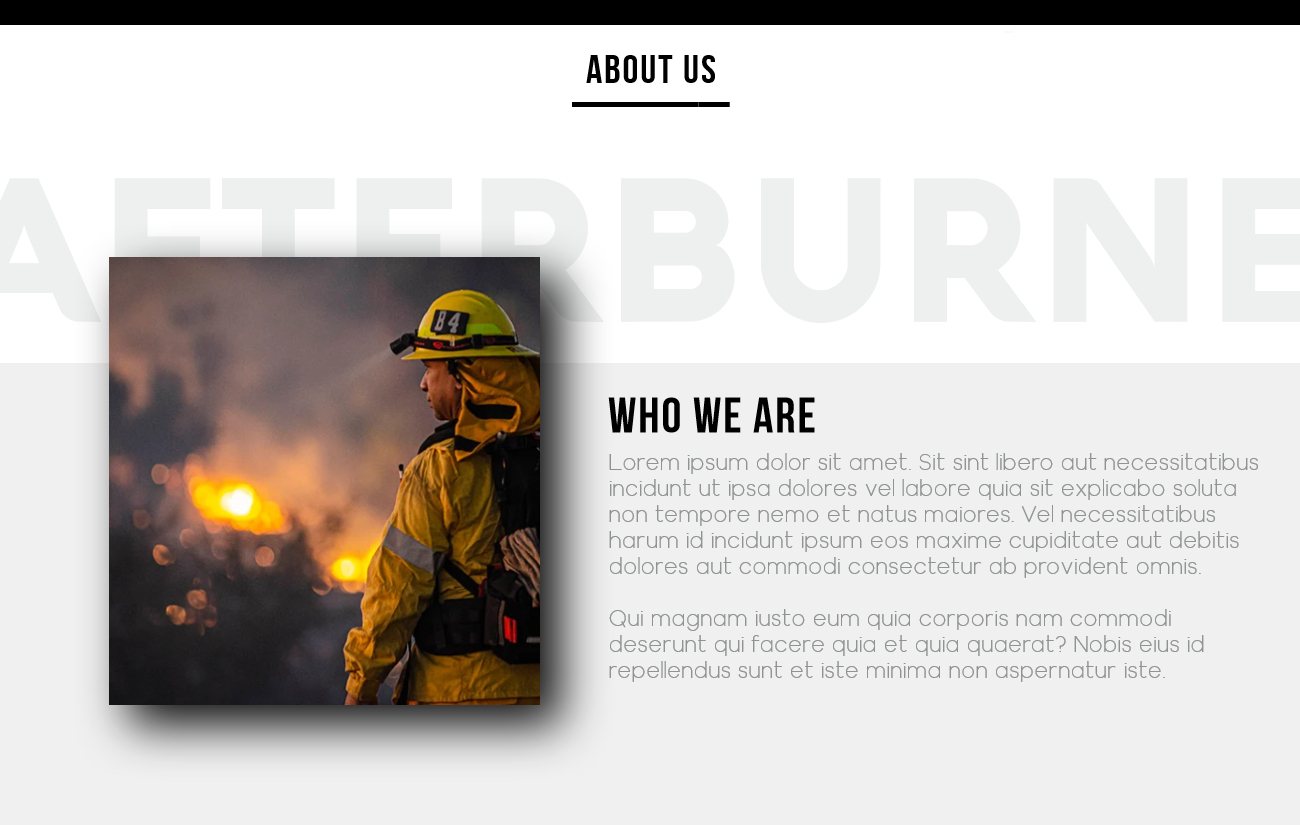 ABOUT US
AFTERBURNE
B4
WHO WE ARE
Lorem ipsum dolor sit amet. Sit sint libero aut necessitatibus
incidunt ut ipsa dolores vel labore quia sit explicabo soluta
non tempore nemo et natus maiores. Vel necessitatibus
harum id incidunt ipsum eos maxime cupiditate aut debitis
dolores aut commodi consectetur ab provident omnis.
Qui magnam iusto eum quia corporis nam commodi
deserunt qui facere quia et quia quaerat? Nobis eius id
repellendus sunt et iste minima non aspernatur iste.